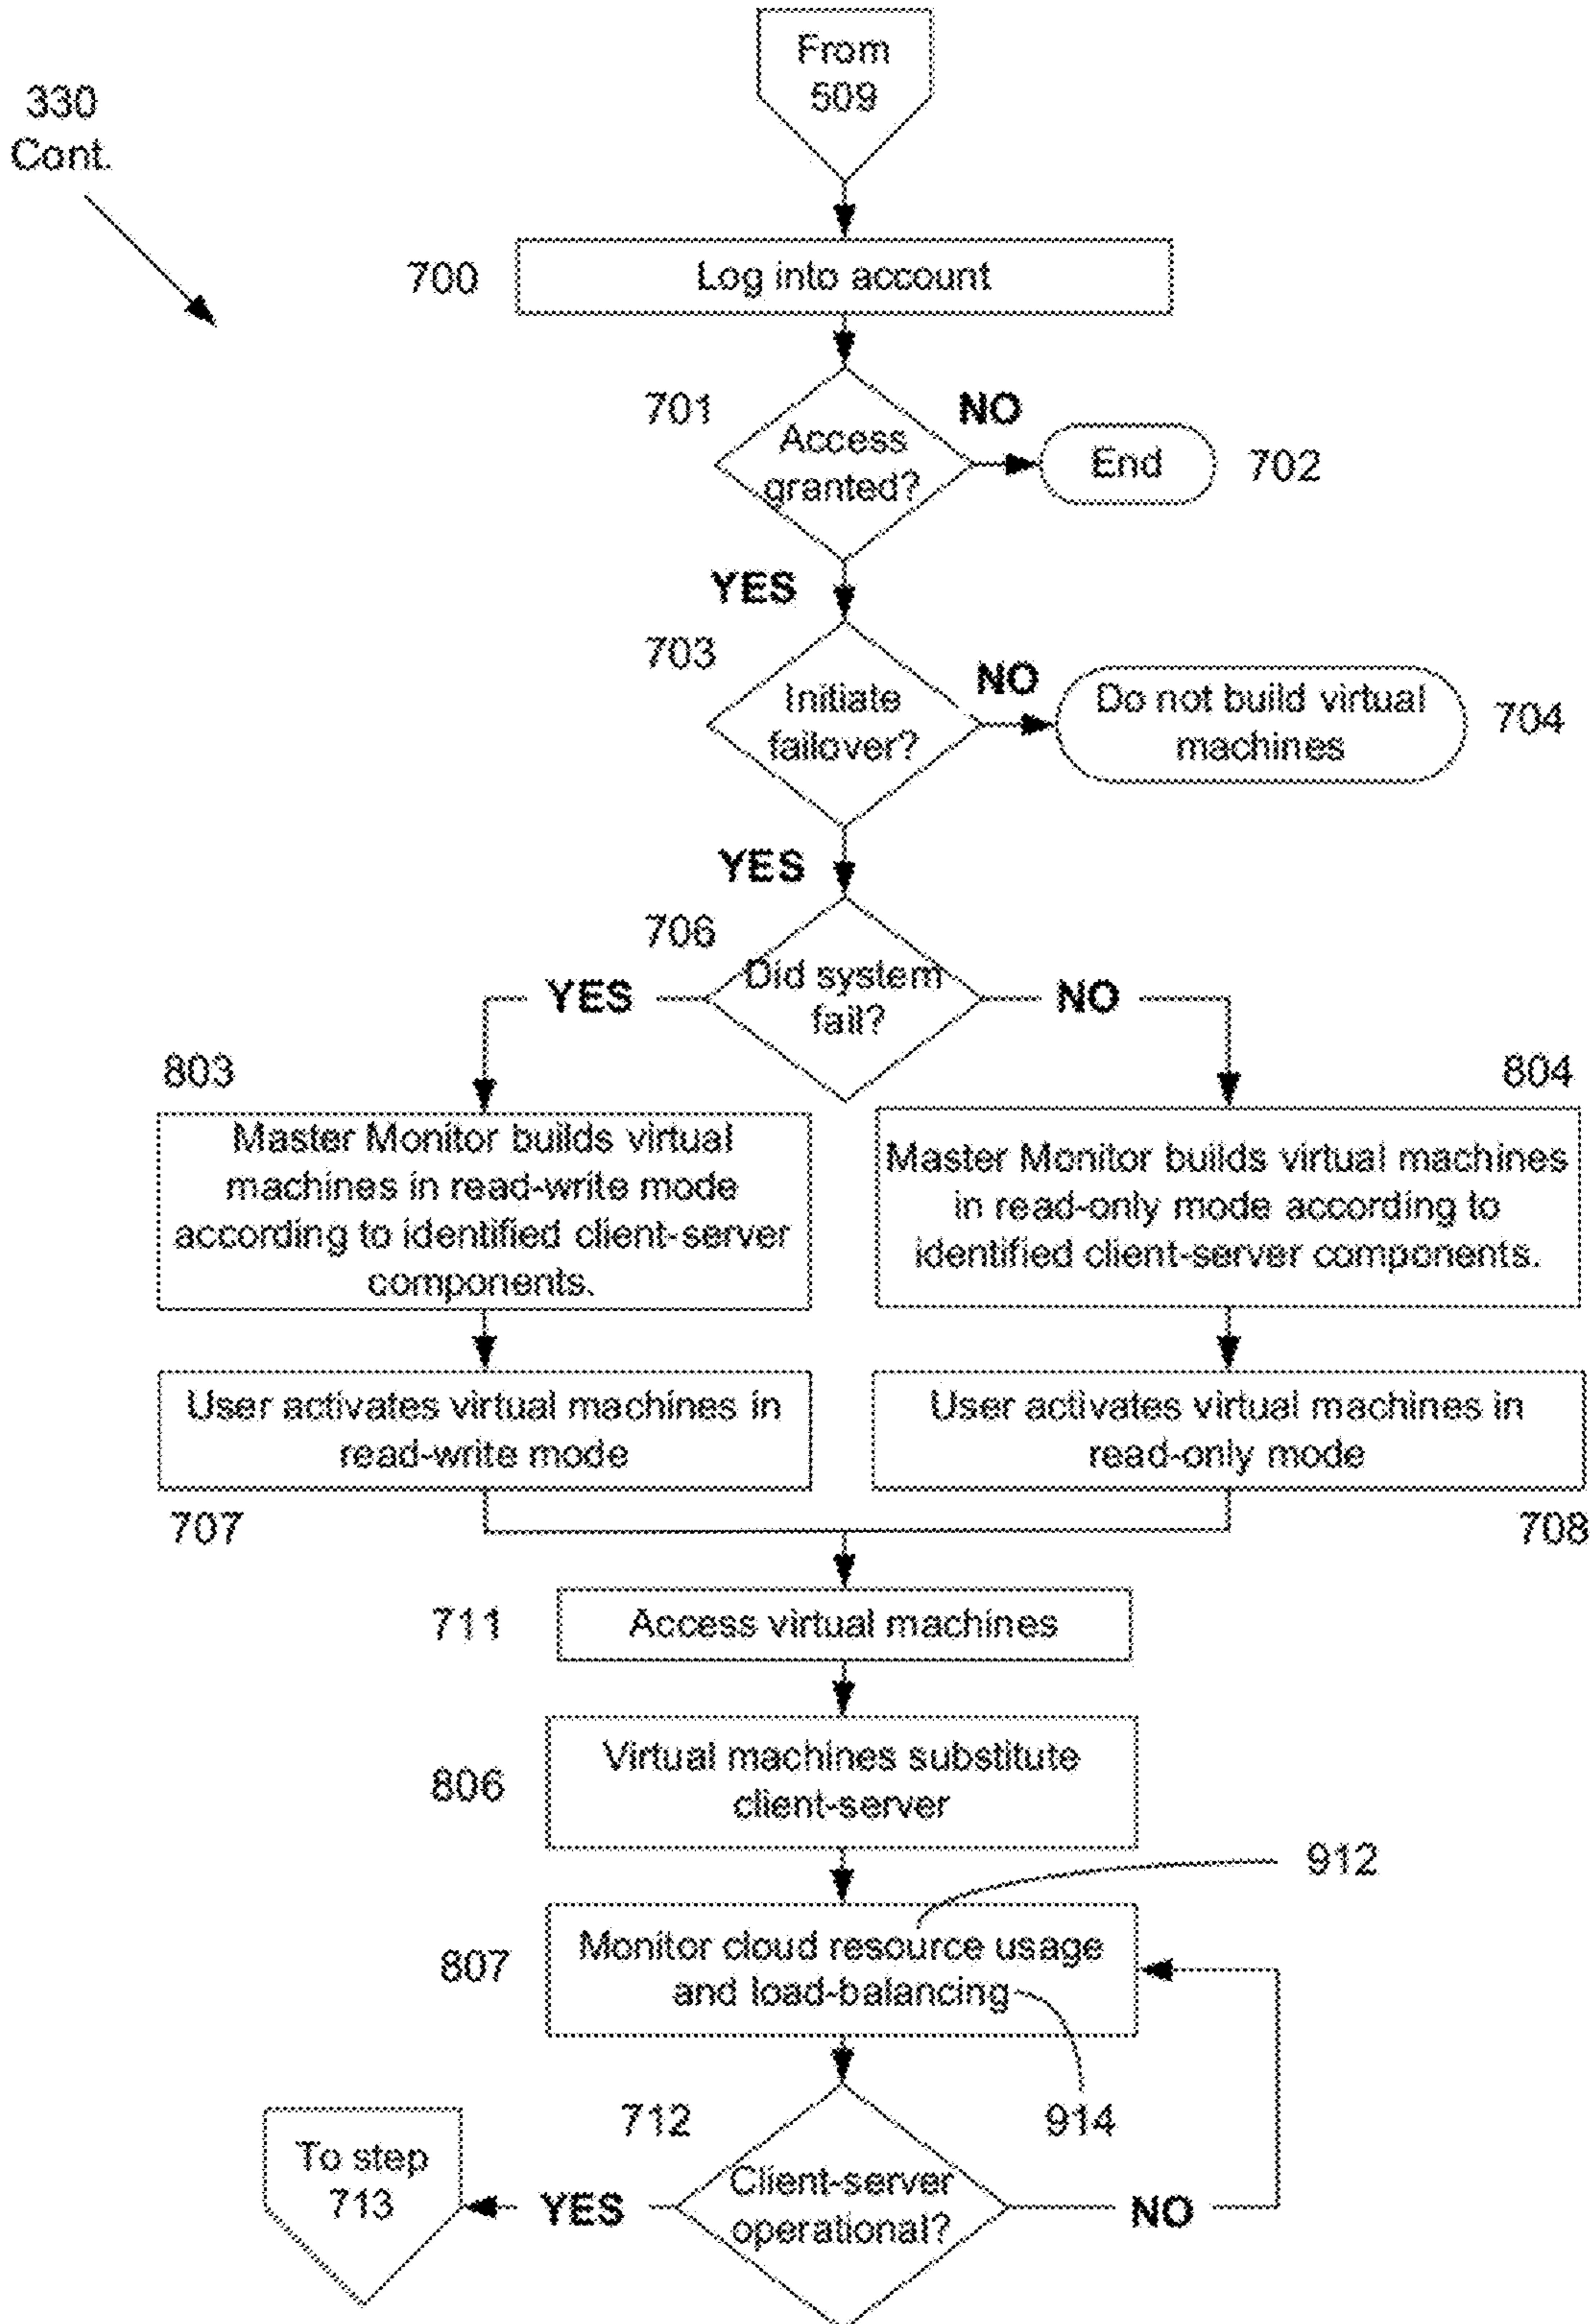 From
509
330
Cont.
700
Log into account
701
Access
granted?
NO
End
702
YES
703
Initiate
failover?
NO
Do not build virtual
machines
704
YES
706
Did system
fail?
YES
NO
803
Master Monitor builds virtual
machines in read-write mode
according to identified client-server
components.
804
Master Monitor builds virtual machines
in read-only mode according to
identified client-server components.
User activates virtual machines in
read-write mode
707
User activates virtual machines in
read-only mode
708
711
Access virtual machines
806
Virtual machines substitute
client-server
912
807
Monitor cloud resource usage
and load-balancing
914
712
Client-server
operational?
YES
NO
To step
713